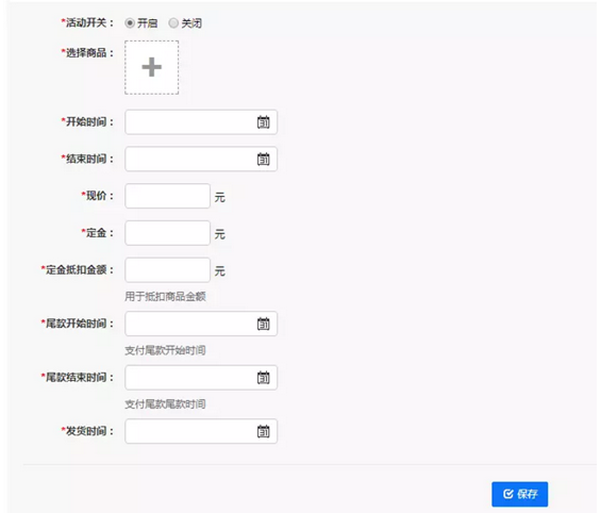 *活动开关： 开启 关闭
*选择商品：
*开始时间：
*结束时间：
*现价： 元
*定金： 元
*定金抵扣金额： 元
用于抵扣商品金额
*尾款开始时间：
支付尾款开始时间
*尾款结束时间：
支付尾款尾款时间
*发货时间：
保存